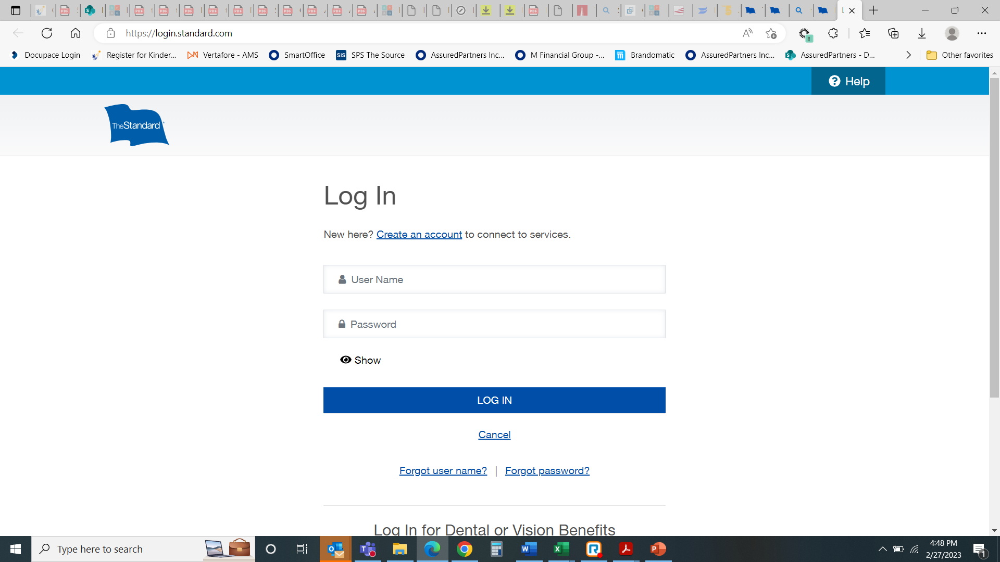 https://login.standard.com
Docupace Login
Register for Kinder...
Vertafore - AMS
SmartOffice
SIS
SPS The Source
AssuredPartners Inc...
M Financial Group -...
Brandomatic
AssuredPartners Inc...
AssuredPartners - D...
Other favorites
Help
TheStandard®
Log In
New here? Create an account to connect to services.
User Name
Password
Show
LOG IN
Cancel
Forgot user name? | Forgot password?
Log In for Dental or Vision Benefits
Type here to search
4:48 PM
2/27/2023
1